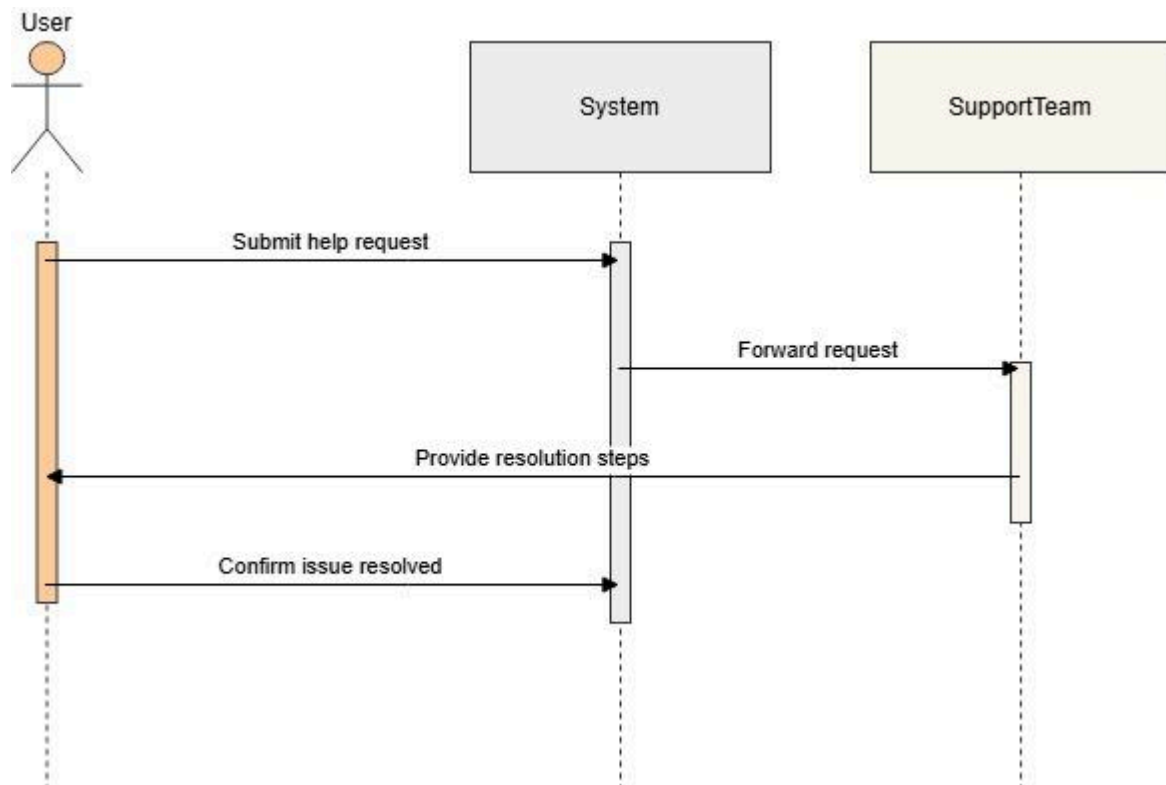 User
System
SupportTeam
Submit help request
Forward request
Provide resolution steps
Confirm issue resolved